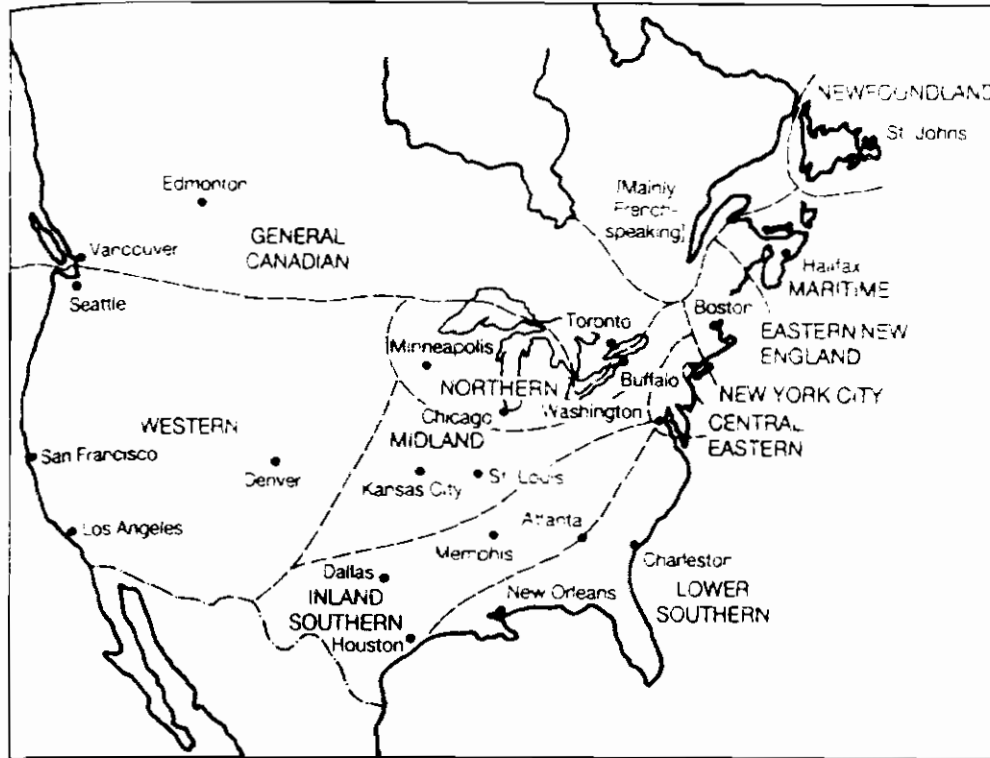 NEWFOUNDLAND
St. Johns
Edmonton
[Mainly
French-
speaking]
GENERAL
CANADIAN
Vancouver
Halifax
MARITIME
Seattle
Boston
Toronto
EASTERN NEW
ENGLAND
Minneapolis
Buffalo
NORTHERN
NEW YORK CITY
Chicago
Washington
CENTRAL
EASTERN
WESTERN
MIDLAND
San Francisco
Denver
Kansas City
St. Louis
Atlanta
Los Angeles
Memphis
Charleston
Dallas
INLAND
SOUTHERN
New Orleans
LOWER
SOUTHERN
Houston